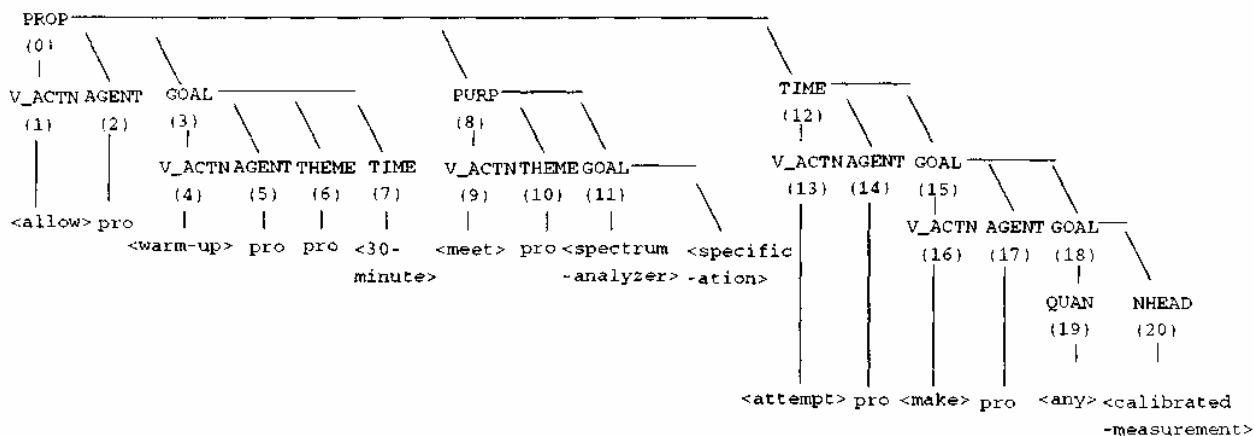 PROP
(0)
TIME
V_ACTN AGENT GOAL PURP (12)
(1) (2) (3) (8)
V_ACTN AGENT THEME TIME V_ACTN THEME GOAL V_ACTN AGENT GOAL
(4) (5) (6) (7) (9) (10) (11) (13) (14) (15)
<allow> pro V_ACTN AGENT GOAL
<warm-up> pro pro <30- <meet> pro <spectrum <specific (16) (17) (18)
minute> -analyzer> -ation>
QUAN NHEAD
(19) (20)
<attempt> pro <make> pro <any> <calibrated
-measurement>